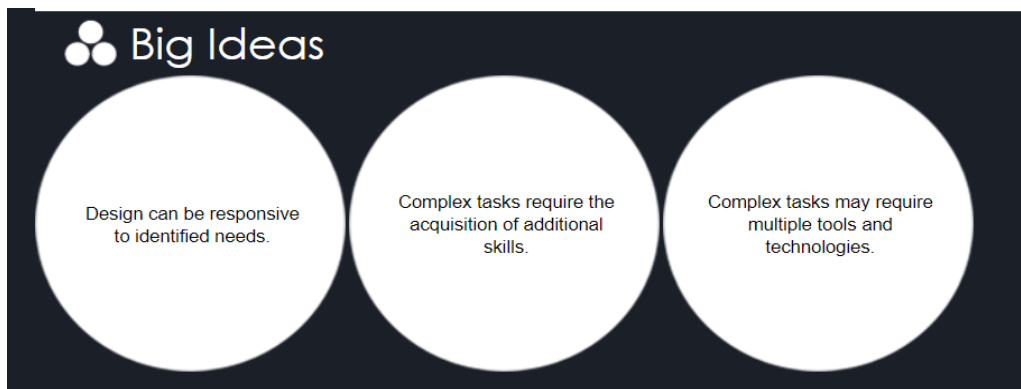 Big Ideas
Design can be responsive
to identified needs.
Complex tasks require the
acquisition of additional
skills.
Complex tasks may require
multiple tools and
technologies.